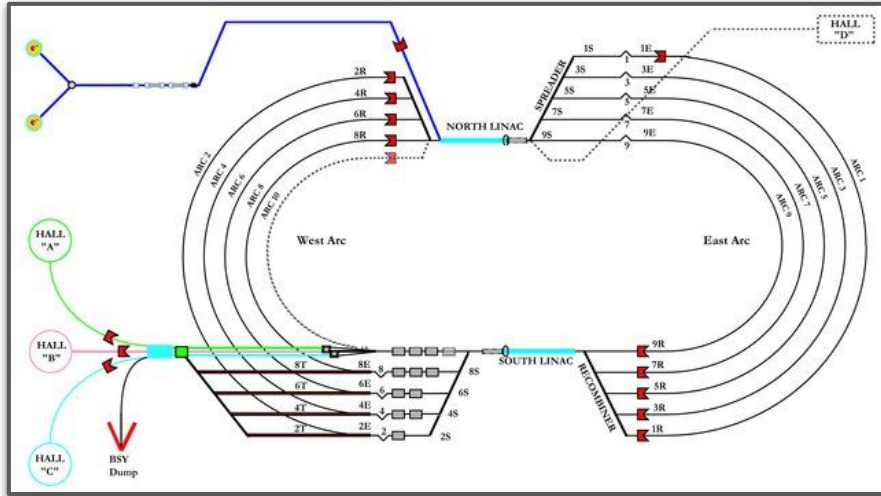 HALL
"D"
1S
1E
1
3S
3E
3
5S
5E
5
7S
7E
7
9S
9E
9
SPREADER
2R
4R
6R
8R
NORTH LINAC
ARC 2
ARC 4
ARC 6
ARC 8
ARC 10
ARC 1
ARC 3
ARC 5
ARC 7
ARC 9
West Arc
East Arc
HALL
"A"
HALL
"B"
HALL
"C"
BSY
Dump
8T
8E
8
8S
6T
6E
6
6S
4T
4E
4
4S
2T
2E
2
2S
SOUTH LINAC
RECOMBINER
9R
7R
5R
3R
1R